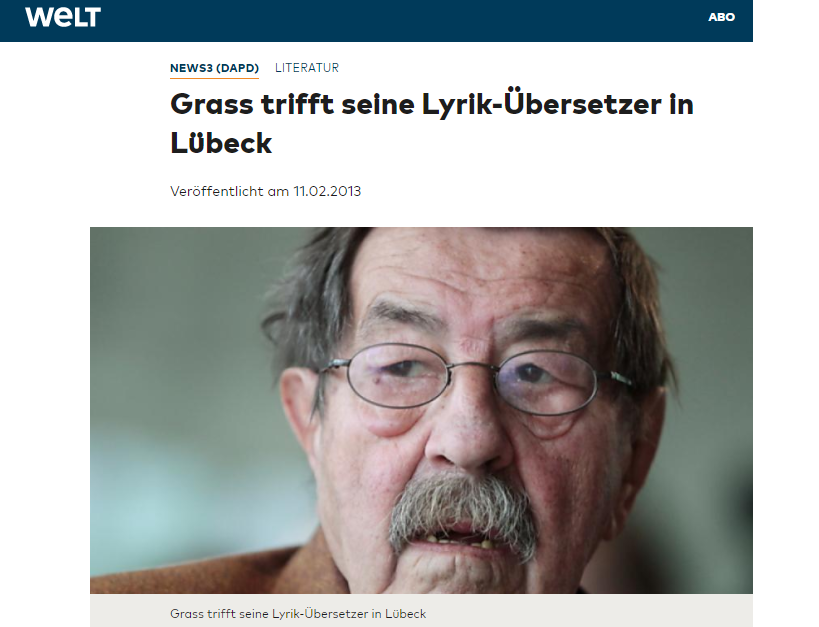 WELT
ABO
NEWS3 (DAPD) LITERATUR
Grass trifft seine Lyrik-Übersetzer in
Lübeck
Veröffentlicht am 11.02.2013
Grass trifft seine Lyrik-Übersetzer in Lübeck